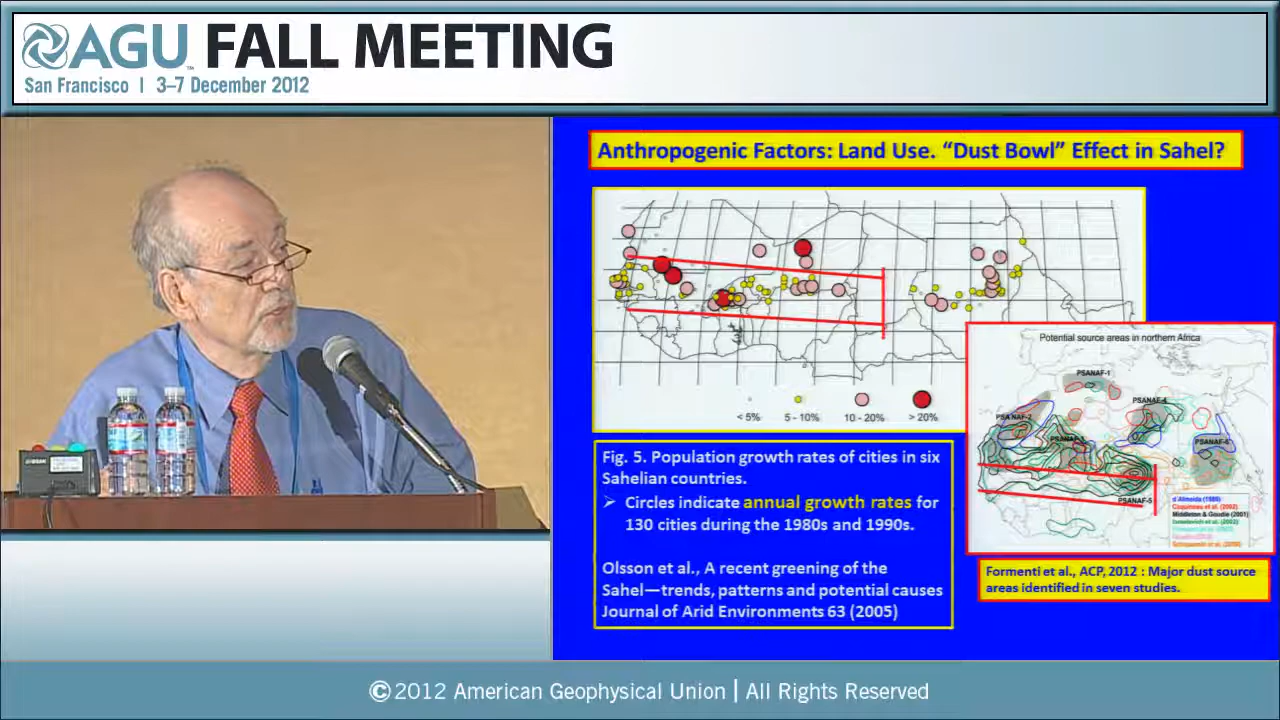 AGU FALL MEETING
San Francisco | 3–7 December 2012
Anthropogenic Factors: Land Use. “Dust Bowl” Effect in Sahel?
< 5% 5 - 10% 10 - 20% > 20%
Potential source areas in northern Africa
PSANAF-1
PSANAF-2
PSANAF-4
PSANAF-3
PSANAF-6
PSANAF-5
d'Almeida (1986)
Middleton & Goudie (2001)
Fig. 5. Population growth rates of cities in six
Sahelian countries.
➢ Circles indicate annual growth rates for
130 cities during the 1980s and 1990s.
Olsson et al., A recent greening of the
Sahel—trends, patterns and potential causes
Journal of Arid Environments 63 (2005)
Formenti et al., ACP, 2012 : Major dust source
areas identified in seven studies.
©2012 American Geophysical Union | All Rights Reserved